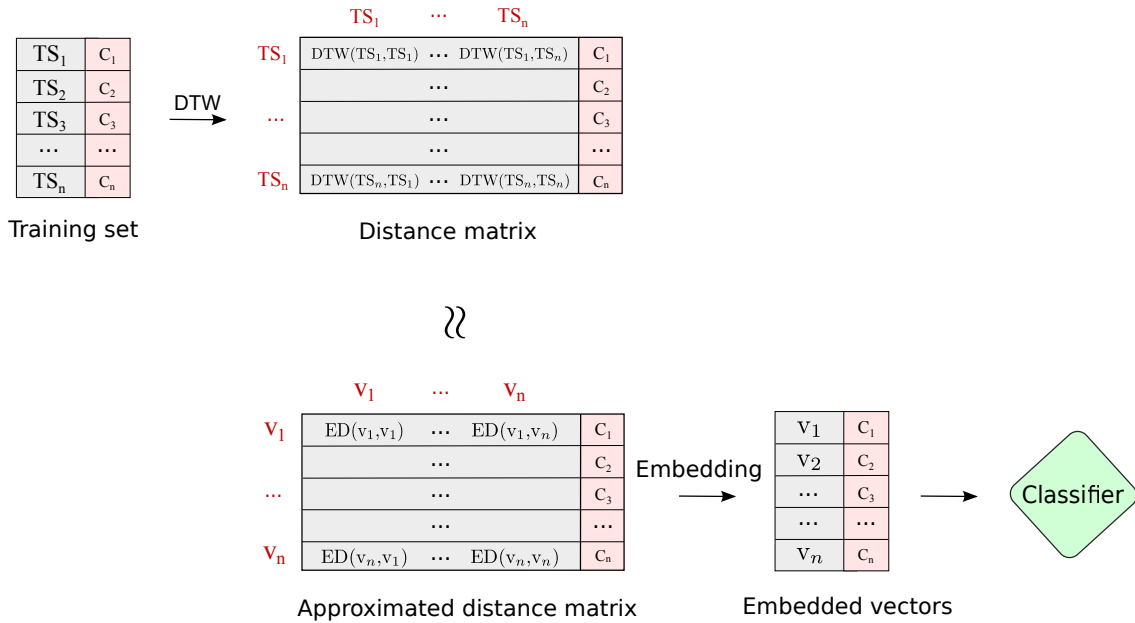 TS₁ ... TSₙ
TS₁ C₁
TS₂ C₂
TS₃ C₃
... ...
TSₙ Cₙ
Training set
DTW
TS₁ DTW(TS₁,TS₁) ... DTW(TS₁,TSₙ) C₁
... C₂
... ... C₃
... ...
TSₙ DTW(TSₙ,TS₁) ... DTW(TSₙ,TSₙ) Cₙ
Distance matrix
≈
v₁ ... vₙ
v₁ ED(v₁,v₁) ... ED(v₁,vₙ) C₁
... C₂
... ... C₃
... ...
vₙ ED(vₙ,v₁) ... ED(vₙ,vₙ) Cₙ
Approximated distance matrix
Embedding
v₁ C₁
v₂ C₂
... C₃
... ...
vₙ Cₙ
Embedded vectors
Classifier